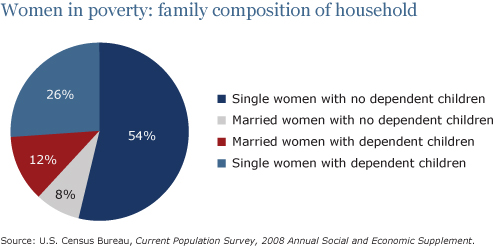 Women in poverty: family composition of household
26%
54%
12%
8%
Single women with no dependent children
Married women with no dependent children
Married women with dependent children
Single women with dependent children
Source: U.S. Census Bureau, Current Population Survey, 2008 Annual Social and Economic Supplement.